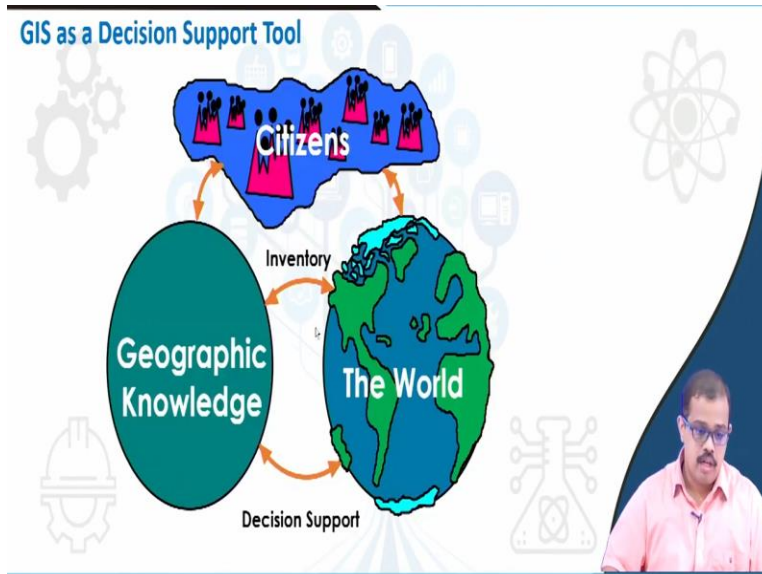 GIS as a Decision Support Tool
Citizens
Inventory
Geographic
Knowledge
The World
Decision Support